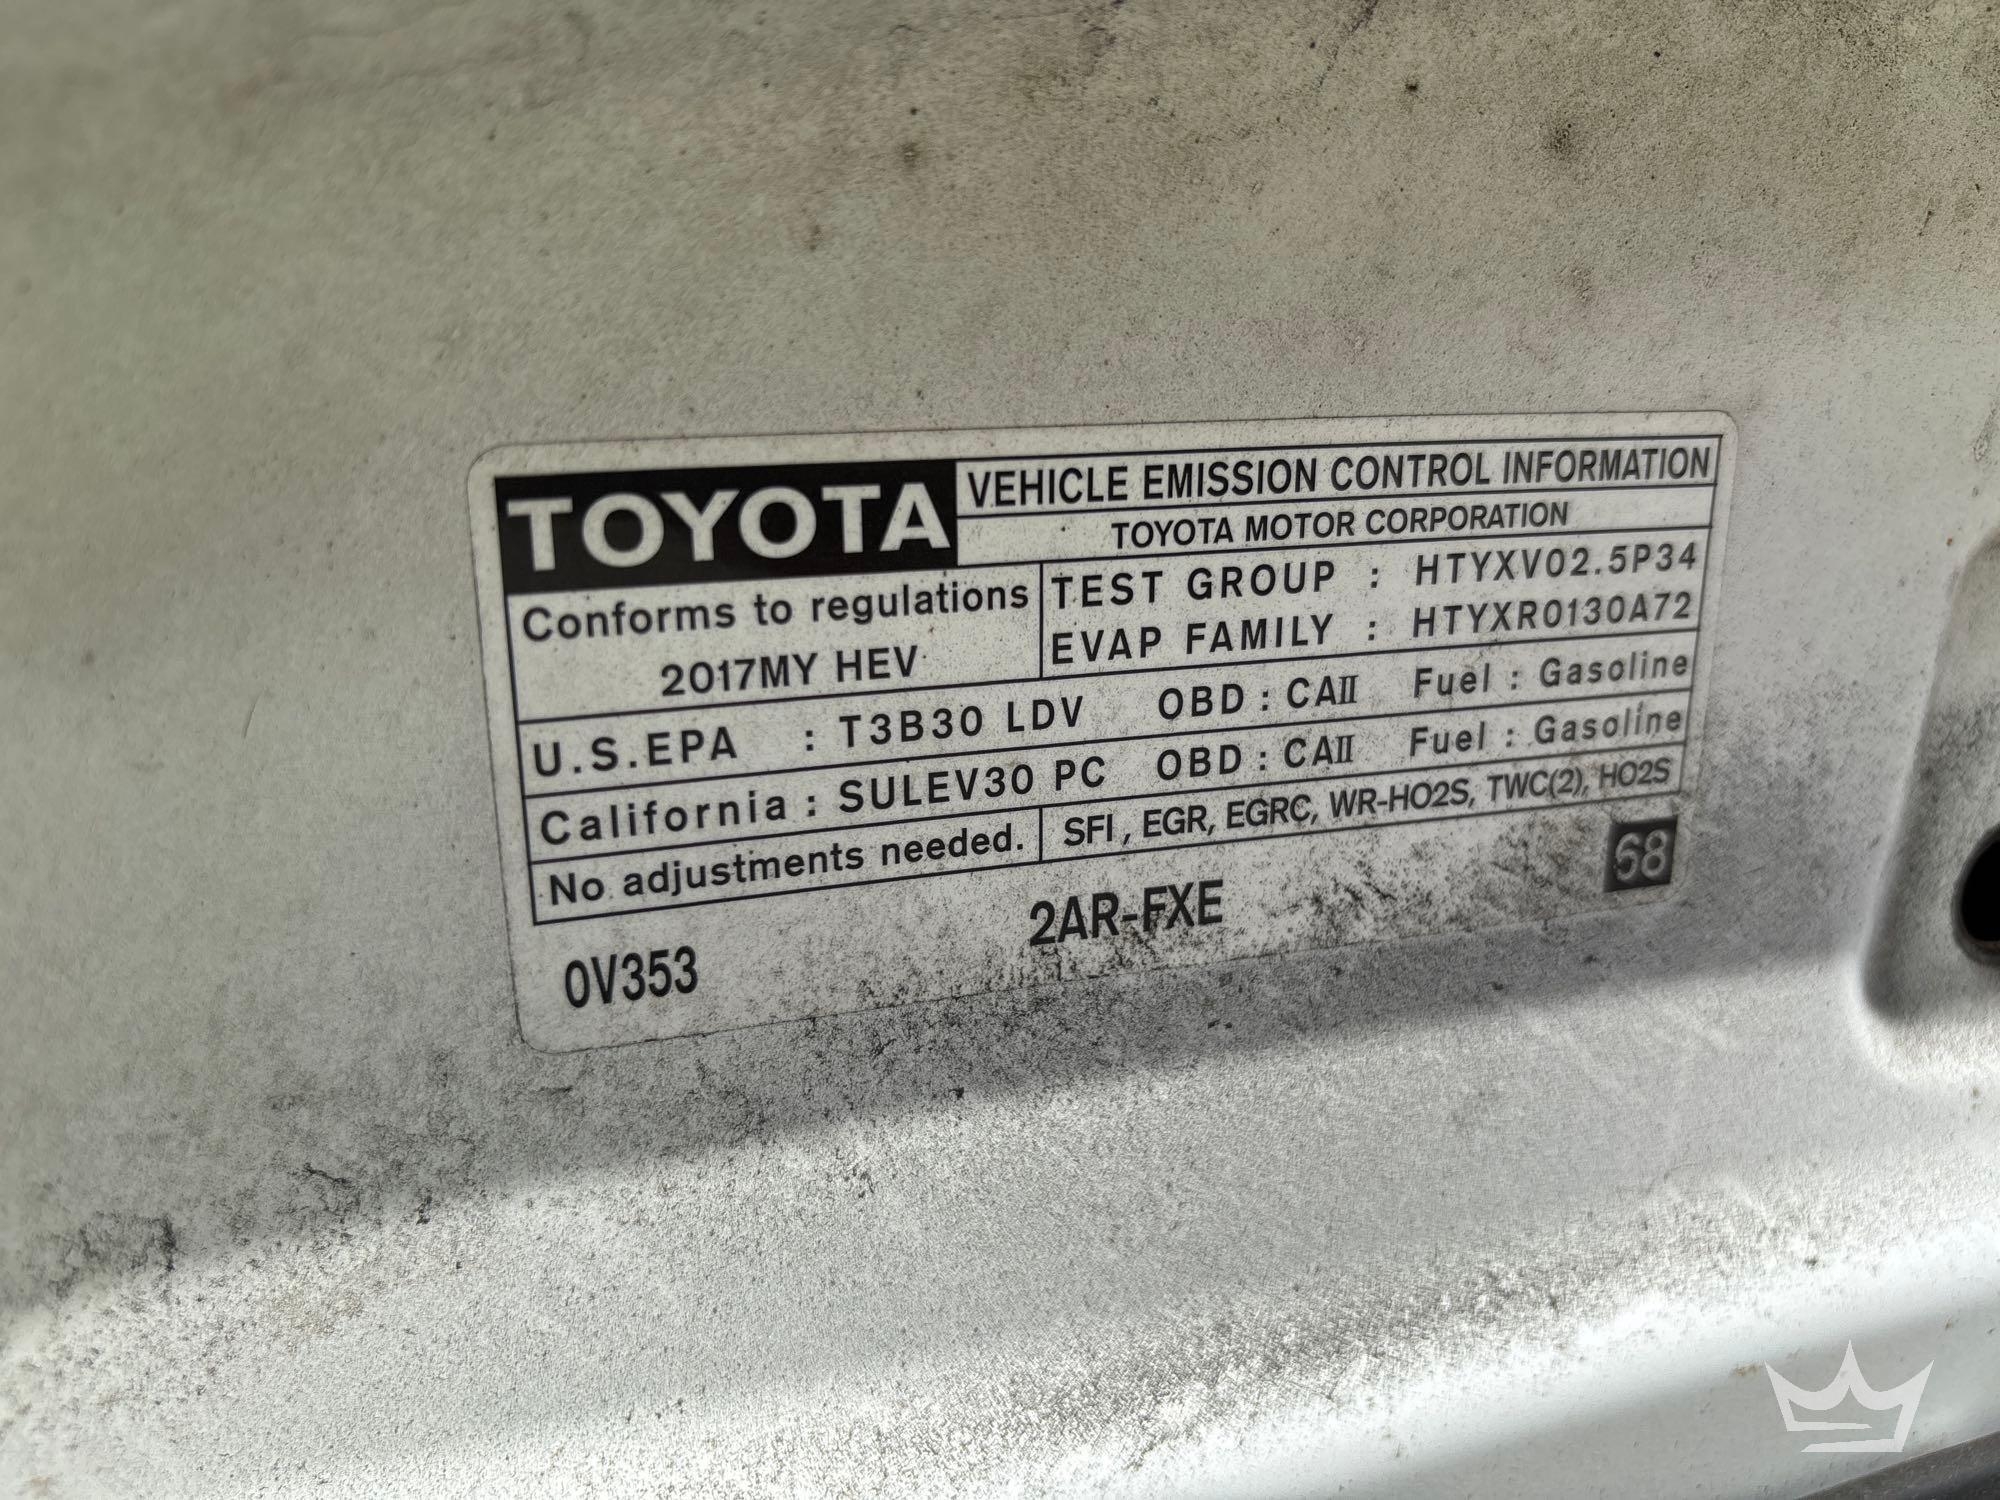 TOYOTA
VEHICLE EMISSION CONTROL INFORMATION
TOYOTA MOTOR CORPORATION
Conforms to regulations
2017MY HEV
TEST GROUP : HTYXV02.5P34
EVAP FAMILY : HTYXR0130A72
U.S.EPA : T3B30 LDV OBD : CAII Fuel : Gasoline
California : SULEV30 PC OBD : CAII Fuel : Gasoline
No adjustments needed. SFI, EGR, EGRC, WR-HO2S, TWC(2), HO2S
68
2AR-FXE
0V353